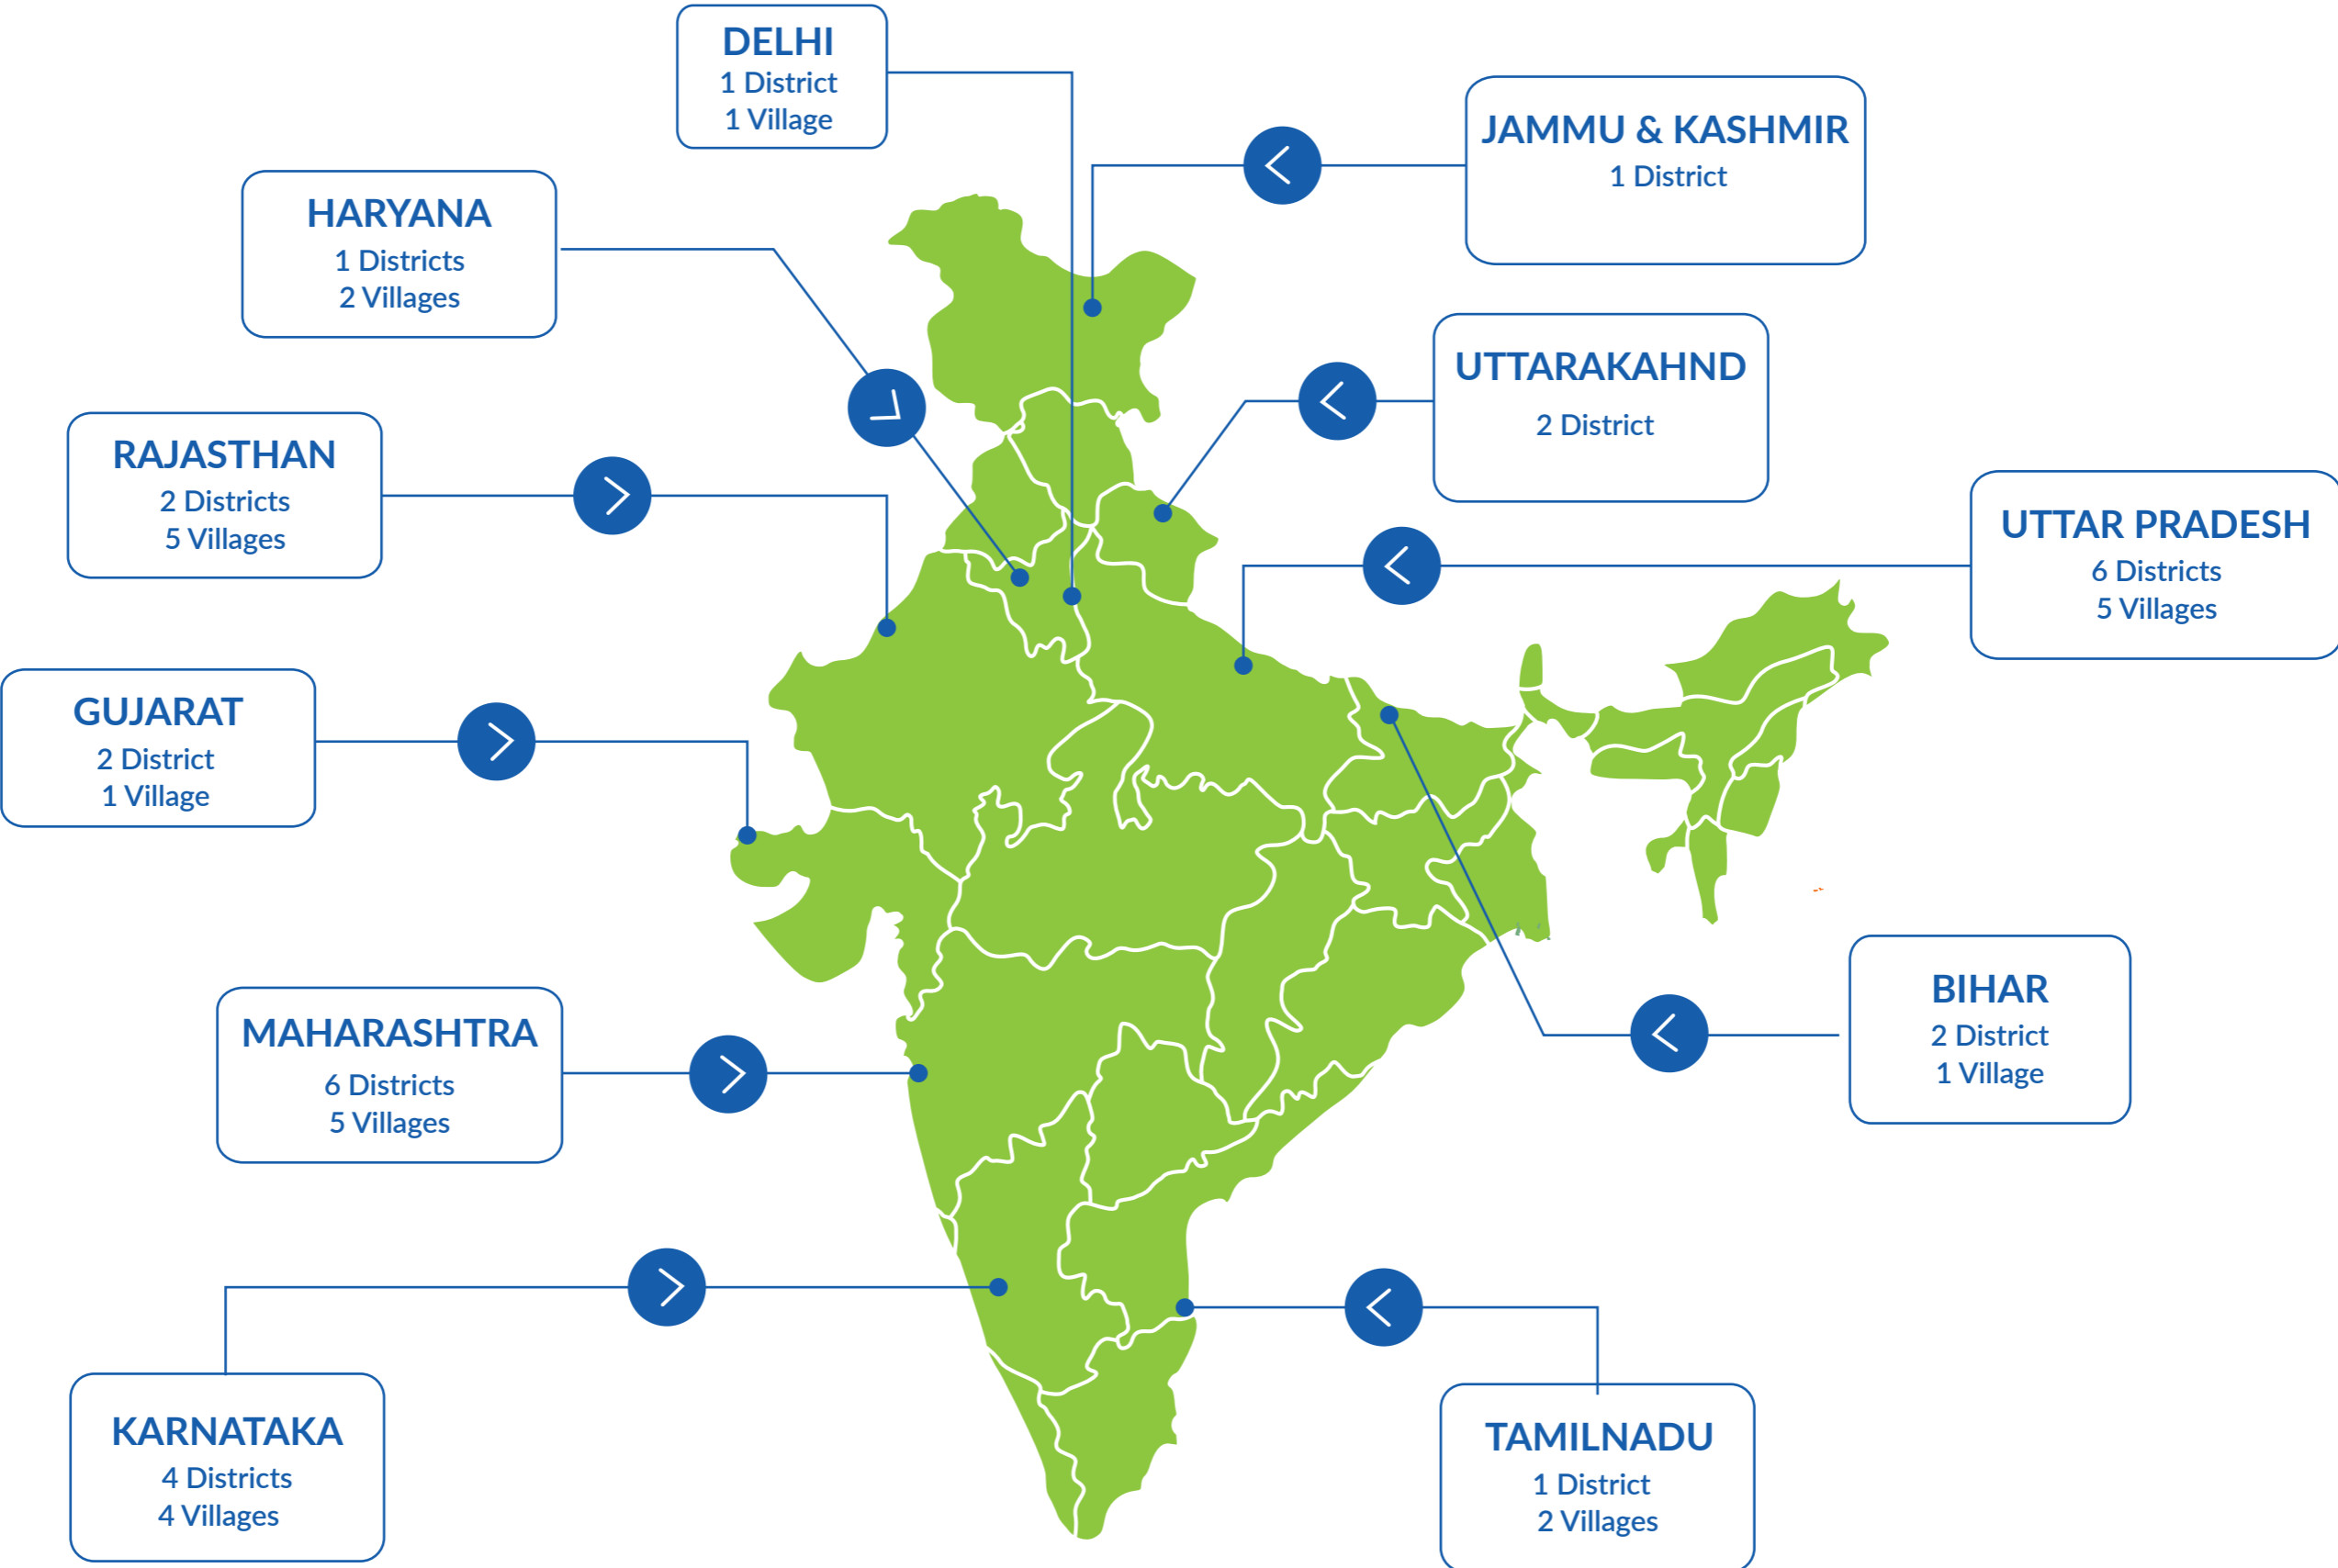 DELHI
1 District
1 Village
JAMMU & KASHMIR
1 District
HARYANA
1 Districts
2 Villages
UTTARAKAHND
2 District
RAJASTHAN
2 Districts
5 Villages
UTTAR PRADESH
6 Districts
5 Villages
GUJARAT
2 District
1 Village
BIHAR
2 District
1 Village
MAHARASHTRA
6 Districts
5 Villages
KARNATAKA
4 Districts
4 Villages
TAMILNADU
1 District
2 Villages